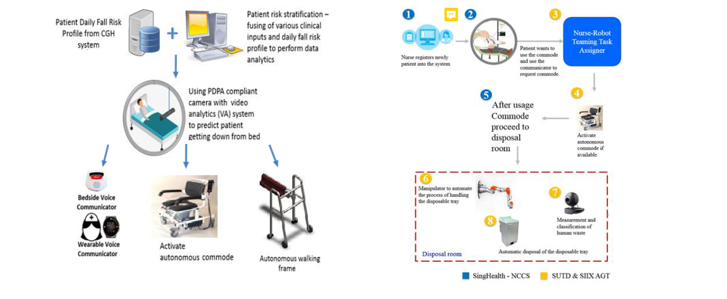 Patient Daily Fall Risk
Profile from CGH
system
Patient risk stratification –
fusing of various clinical
inputs and daily fall risk
profile to perform data
analytics
Using PDPA compliant
camera with video
analytics (VA) system
to predict patient
getting down from bed
Bedside Voice
Communicator
Wearable Voice
Communicator
Activate
autonomous commode
Autonomous walking
frame
1
Nurse registers newly
patient into the system
2
Patient wants to
use the commode
and use the
communicator to
request commode.
3
Nurse-Robot
Teaming Task
Assigner
4
Activate
autonomous
commode if
available
5
After usage
Commode
proceed to
disposal
room
6
Manipulator to automate
the process of handling
the disposable tray
7
Measurement and
classification of
human waste
8
Automatic disposal of the disposable tray
Disposal room
SingHealth - NCCS
SUTD & SIIX AGT